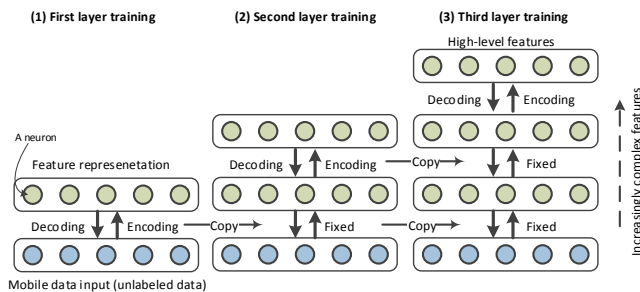 (1) First layer training
(2) Second layer training
(3) Third layer training
High-level features
Decoding
Encoding
A neuron
Feature represenetation
Decoding
Encoding
Copy
Fixed
Decoding
Encoding
Copy
Fixed
Copy
Fixed
Mobile data input (unlabeled data)
Increasingly complex features